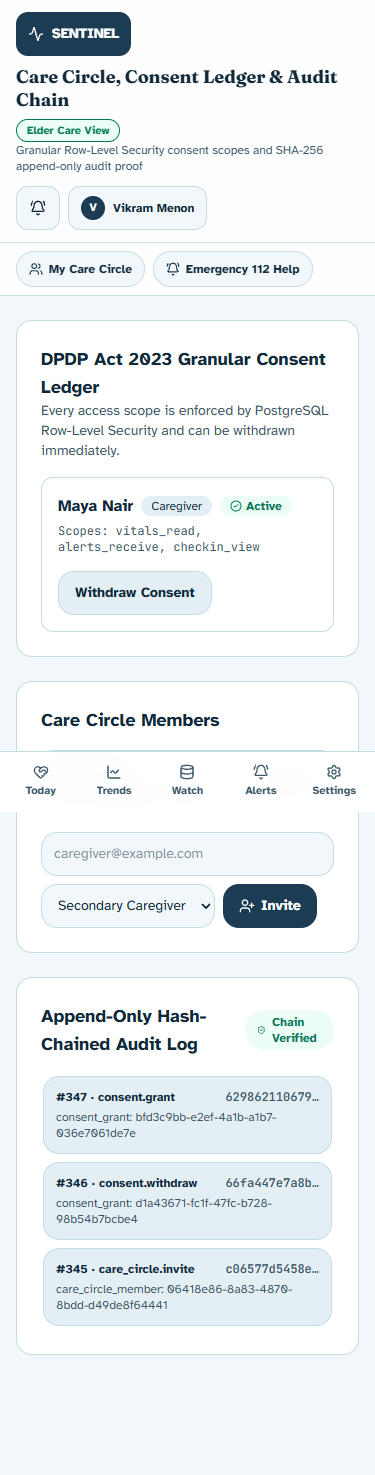 SENTINEL
Care Circle, Consent Ledger & Audit
Chain
Elder Care View
Granular Row-Level Security consent scopes and SHA-256
append-only audit proof
V Vikram Menon
My Care Circle
Emergency 112 Help
DPDP Act 2023 Granular Consent
Ledger
Every access scope is enforced by PostgreSQL
Row-Level Security and can be withdrawn
immediately.
Maya Nair Caregiver Active
Scopes: vitals_read,
alerts_receive, checkin_view
Withdraw Consent
Care Circle Members
Today Trends Watch Alerts Settings
caregiver@example.com
Secondary Caregiver Invite
Append-Only Hash-
Chained Audit Log
Chain
Verified
#347 · consent.grant 629862110679…
consent_grant: bfd3c9bb-e2ef-4a1b-a1b7-
036e7061de7e
#346 · consent.withdraw 66fa447e7a8b…
consent_grant: d1a43671-fc1f-47fc-b728-
98b54b7bcbe4
#345 · care_circle.invite c06577d5458e…
care_circle_member: 06418e86-8a83-4870-
8bdd-d49de8f64441